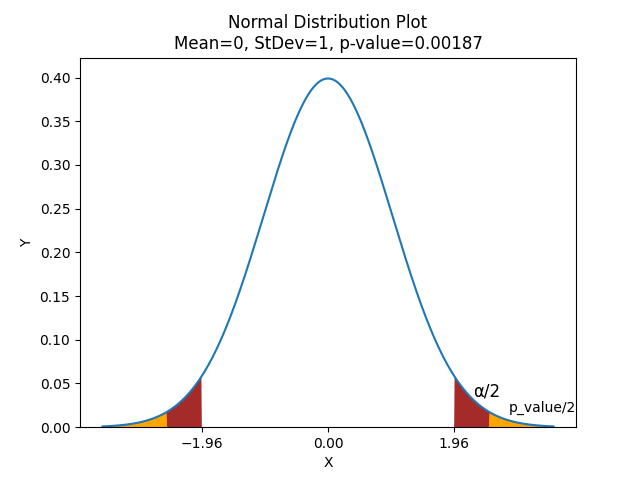 Normal Distribution Plot
Mean=0, StDev=1, p-value=0.00187
0.40
0.35
0.30
0.25
0.20
0.15
0.10
0.05
0.00
Y
α/2
p_value/2
−1.96
0.00
1.96
X